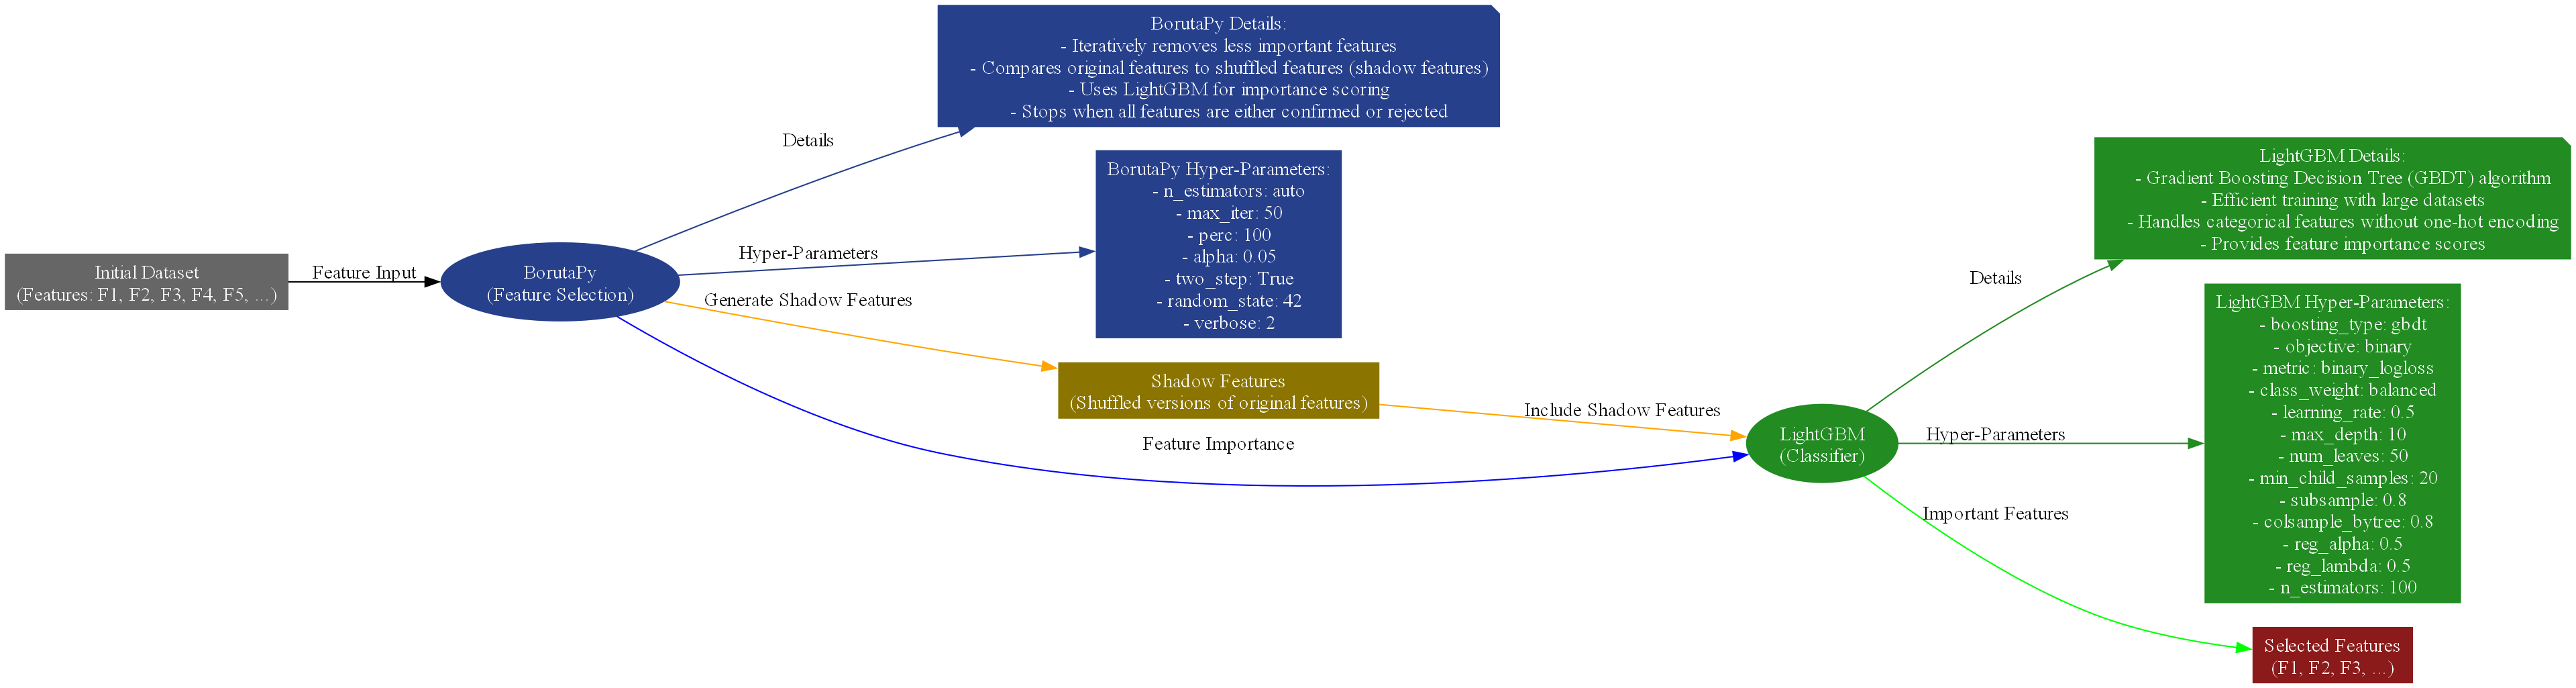 Initial Dataset
(Features: F1, F2, F3, F4, F5, ...)
Feature Input
BorutaPy
(Feature Selection)
Details
BorutaPy Details:
- Iteratively removes less important features
- Compares original features to shuffled features (shadow features)
- Uses LightGBM for importance scoring
- Stops when all features are either confirmed or rejected
Hyper-Parameters
BorutaPy Hyper-Parameters:
- n_estimators: auto
- max_iter: 50
- perc: 100
- alpha: 0.05
- two_step: True
- random_state: 42
- verbose: 2
Generate Shadow Features
Shadow Features
(Shuffled versions of original features)
Include Shadow Features
Feature Importance
LightGBM
(Classifier)
Details
LightGBM Details:
- Gradient Boosting Decision Tree (GBDT) algorithm
- Efficient training with large datasets
- Handles categorical features without one-hot encoding
- Provides feature importance scores
Hyper-Parameters
LightGBM Hyper-Parameters:
- boosting_type: gbdt
- objective: binary
- metric: binary_logloss
- class_weight: balanced
- learning_rate: 0.5
- max_depth: 10
- num_leaves: 50
- min_child_samples: 20
- subsample: 0.8
- colsample_bytree: 0.8
- reg_alpha: 0.5
- reg_lambda: 0.5
- n_estimators: 100
Important Features
Selected Features
(F1, F2, F3, ...)